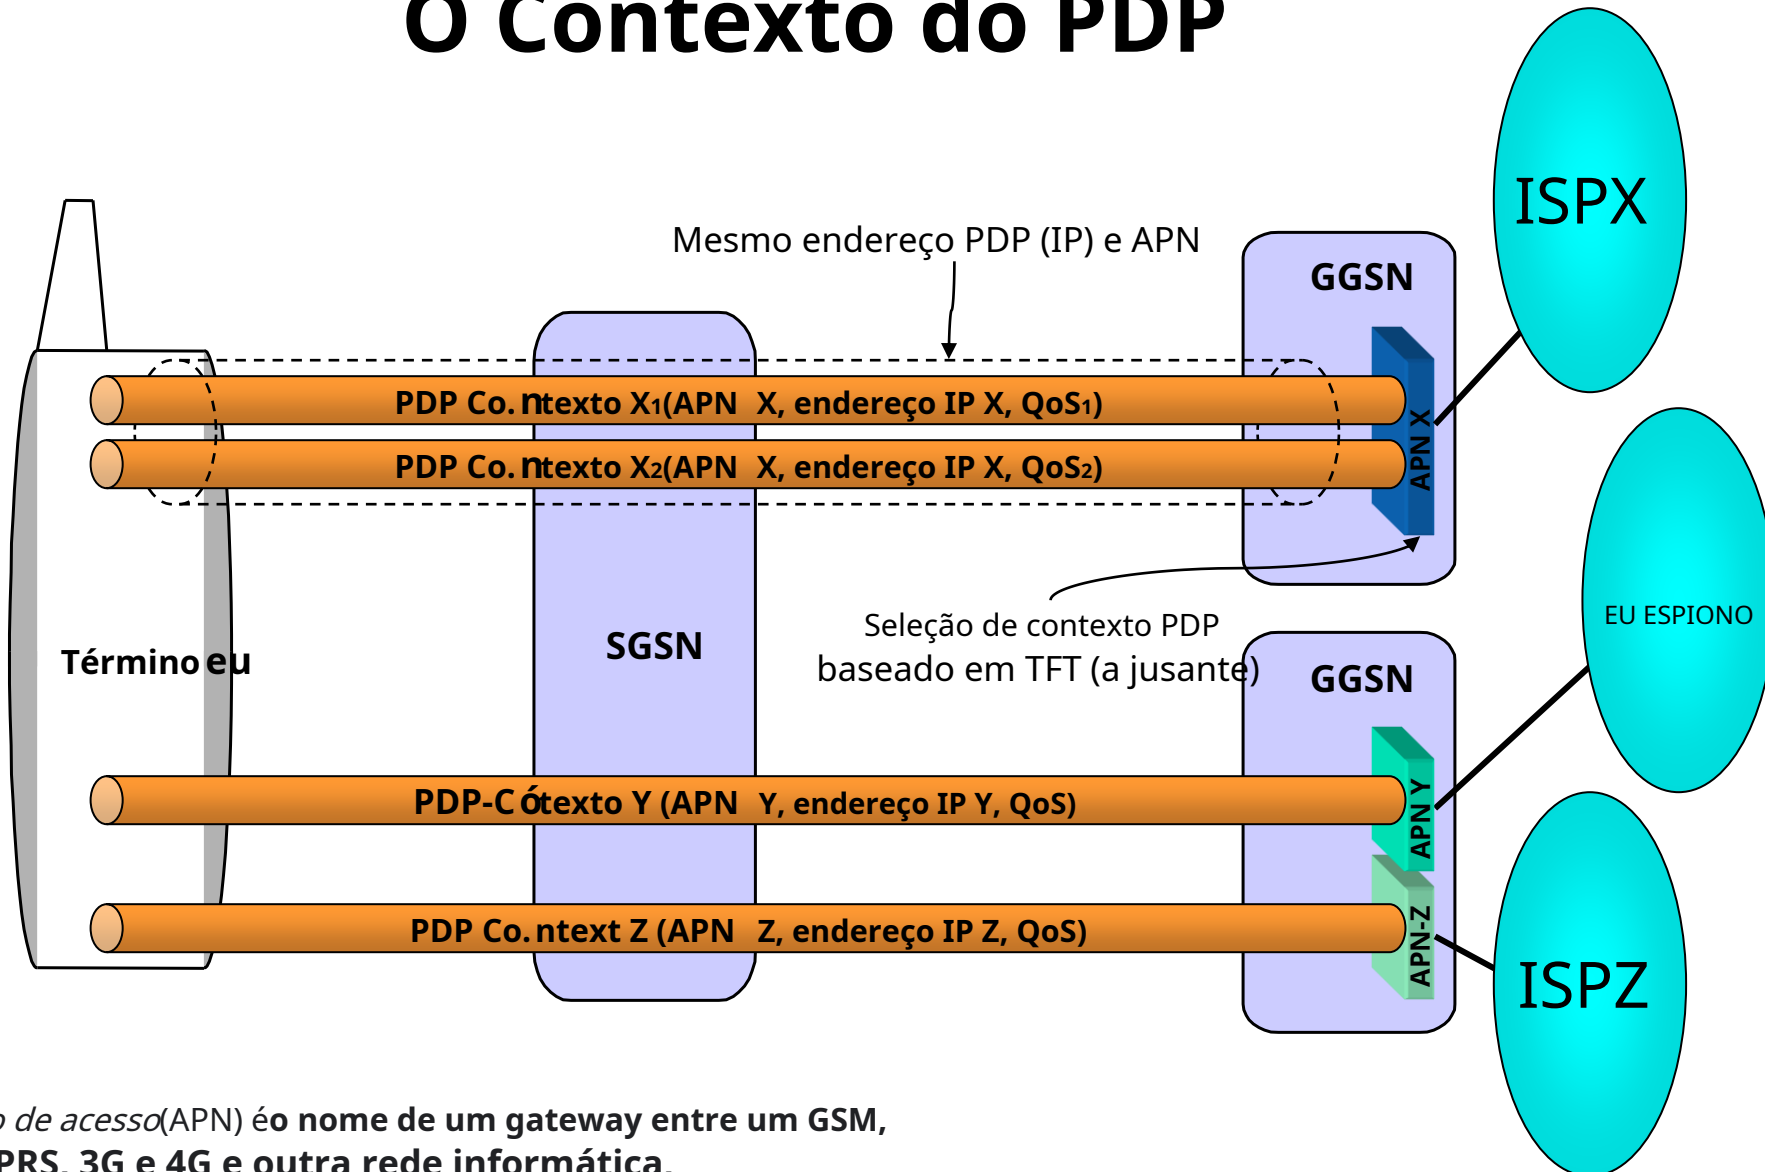 O Contexto do PDP
ISPX
Mesmo endereço PDP (IP) e APN
GGSN
PDP Co.ntexto X1(APN X, endereço IP X, QoS1)
PDP Co.ntexto X2(APN X, endereço IP X, QoS2)
APN X
EU ESPIONO
Seleção de contexto PDP
baseado em TFT (a jusante)
SGSN
Término eu
GGSN
PDP-Cótexto Y (APN Y, endereço IP Y, QoS)
APN Y
PDP Co.ntext Z (APN Z, endereço IP Z, QoS)
APN-Z
ISPZ
de acesso(APN) éo nome de um gateway entre um GSM,
PRS, 3G e 4G e outra rede informática.